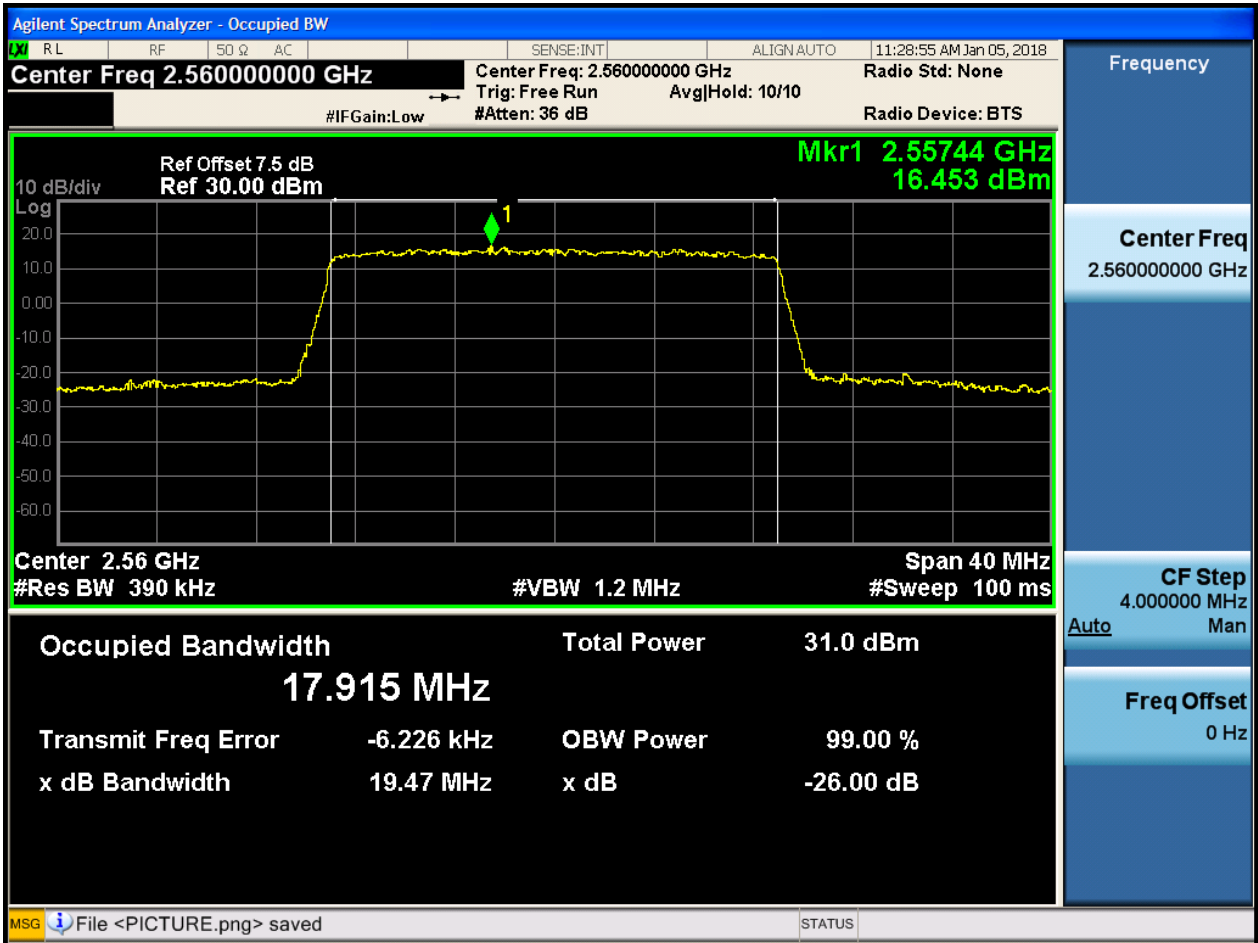 Agilent Spectrum Analyzer - Occupied BW
LXI RL RF 50 Ω AC SENSE:INT ALIGN AUTO 11:28:55 AM Jan 05, 2018
Center Freq 2.560000000 GHz
Center Freq: 2.560000000 GHz Radio Std: None
Trig: Free Run Avg|Hold: 10/10
#IFGain:Low #Atten: 36 dB Radio Device: BTS
Mkr1 2.55744 GHz
16.453 dBm
Ref Offset 7.5 dB
10 dB/div Ref 30.00 dBm
Log
1
20.0
10.0
0.00
-10.0
-20.0
-30.0
-40.0
-50.0
-60.0
Center 2.56 GHz Span 40 MHz
#Res BW 390 kHz #VBW 1.2 MHz #Sweep 100 ms
Occupied Bandwidth Total Power 31.0 dBm
17.915 MHz
Transmit Freq Error -6.226 kHz OBW Power 99.00 %
x dB Bandwidth 19.47 MHz x dB -26.00 dB
Frequency
Center Freq
2.560000000 GHz
CF Step
4.000000 MHz
Auto Man
Freq Offset
0 Hz
MSG File <PICTURE.png> saved STATUS